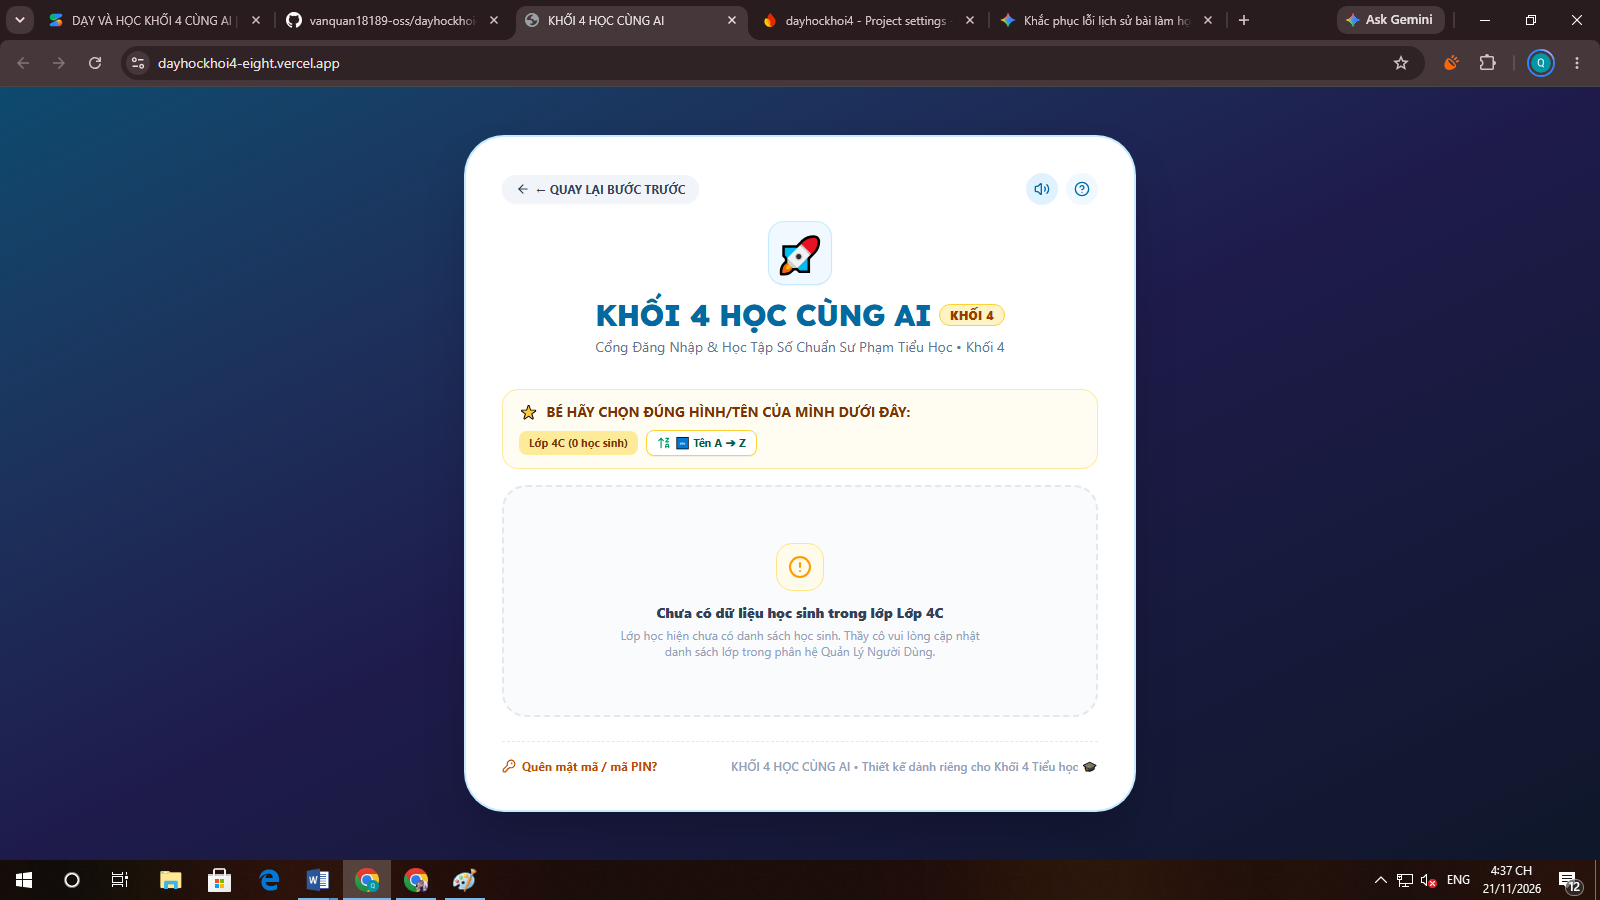 DẠY VÀ HỌC KHỐI 4 CÙNG AI |
vanquan18189-oss/dayhockhoi
KHỐI 4 HỌC CÙNG AI
dayhockhoi4 - Project settings
Khắc phục lỗi lịch sử bài làm họ
Ask Gemini
dayhockhoi4-eight.vercel.app
Q
← QUAY LẠI BƯỚC TRƯỚC
KHỐI 4 HỌC CÙNG AI KHỐI 4
Cổng Đăng Nhập & Học Tập Số Chuẩn Sư Phạm Tiểu Học • Khối 4
BÉ HÃY CHỌN ĐÚNG HÌNH/TÊN CỦA MÌNH DƯỚI ĐÂY:
Lớp 4C (0 học sinh)
Tên A ➔ Z
Chưa có dữ liệu học sinh trong lớp Lớp 4C
Lớp học hiện chưa có danh sách học sinh. Thầy cô vui lòng cập nhật
danh sách lớp trong phân hệ Quản Lý Người Dùng.
Quên mật mã / mã PIN?
KHỐI 4 HỌC CÙNG AI • Thiết kế dành riêng cho Khối 4 Tiểu học
ENG
4:37 CH
21/11/2026
12